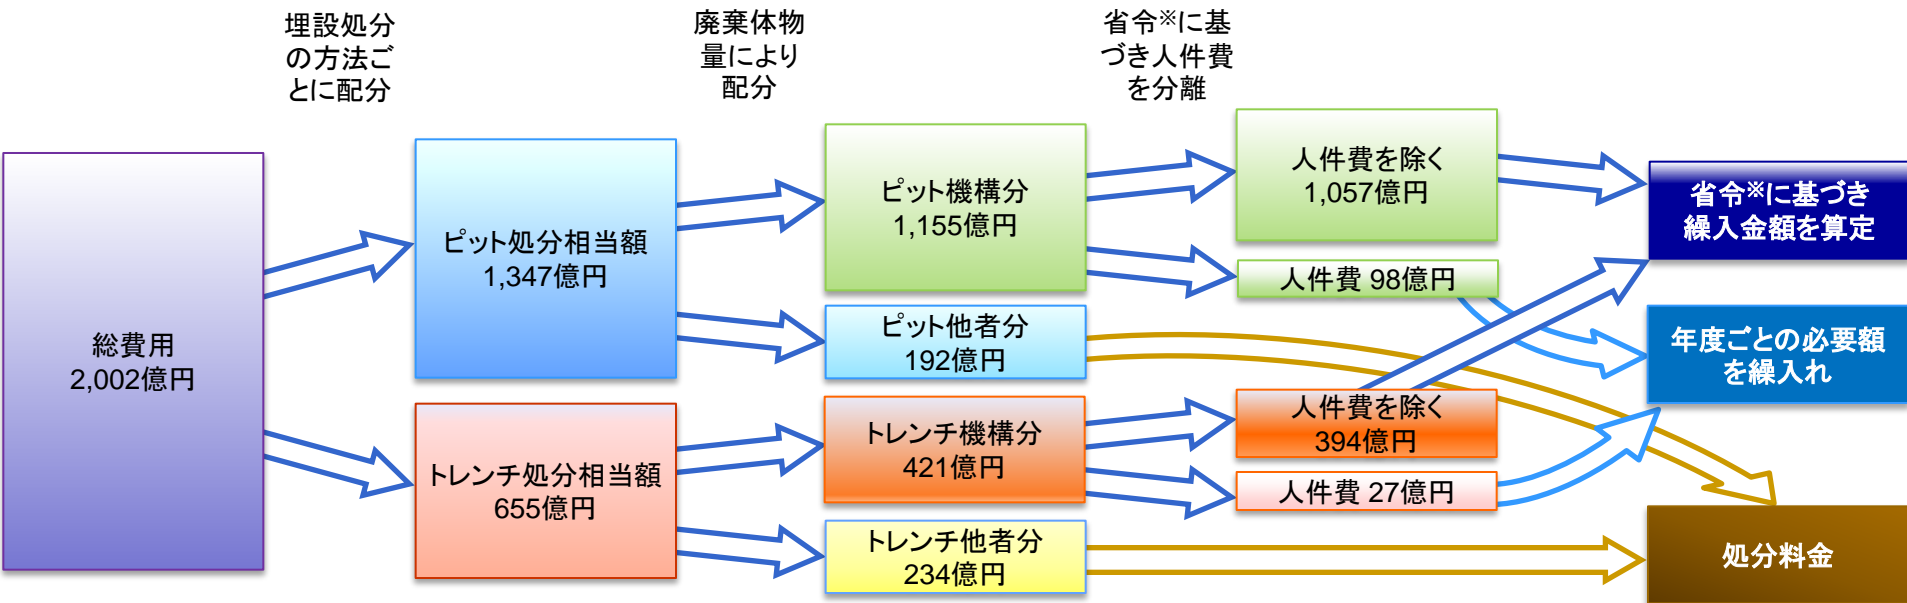 埋設処分
の方法ご
とに配分
廃棄体物
量により
配分
省令※に基
づき人件費
を分離
総費用
2,002億円
ピット処分相当額
1,347億円
トレンチ処分相当額
655億円
ピット機構分
1,155億円
ピット他者分
192億円
トレンチ機構分
421億円
トレンチ他者分
234億円
人件費を除く
1,057億円
人件費 98億円
人件費を除く
394億円
人件費 27億円
省令※に基づき
繰入金額を算定
年度ごとの必要額
を繰入れ
処分料金